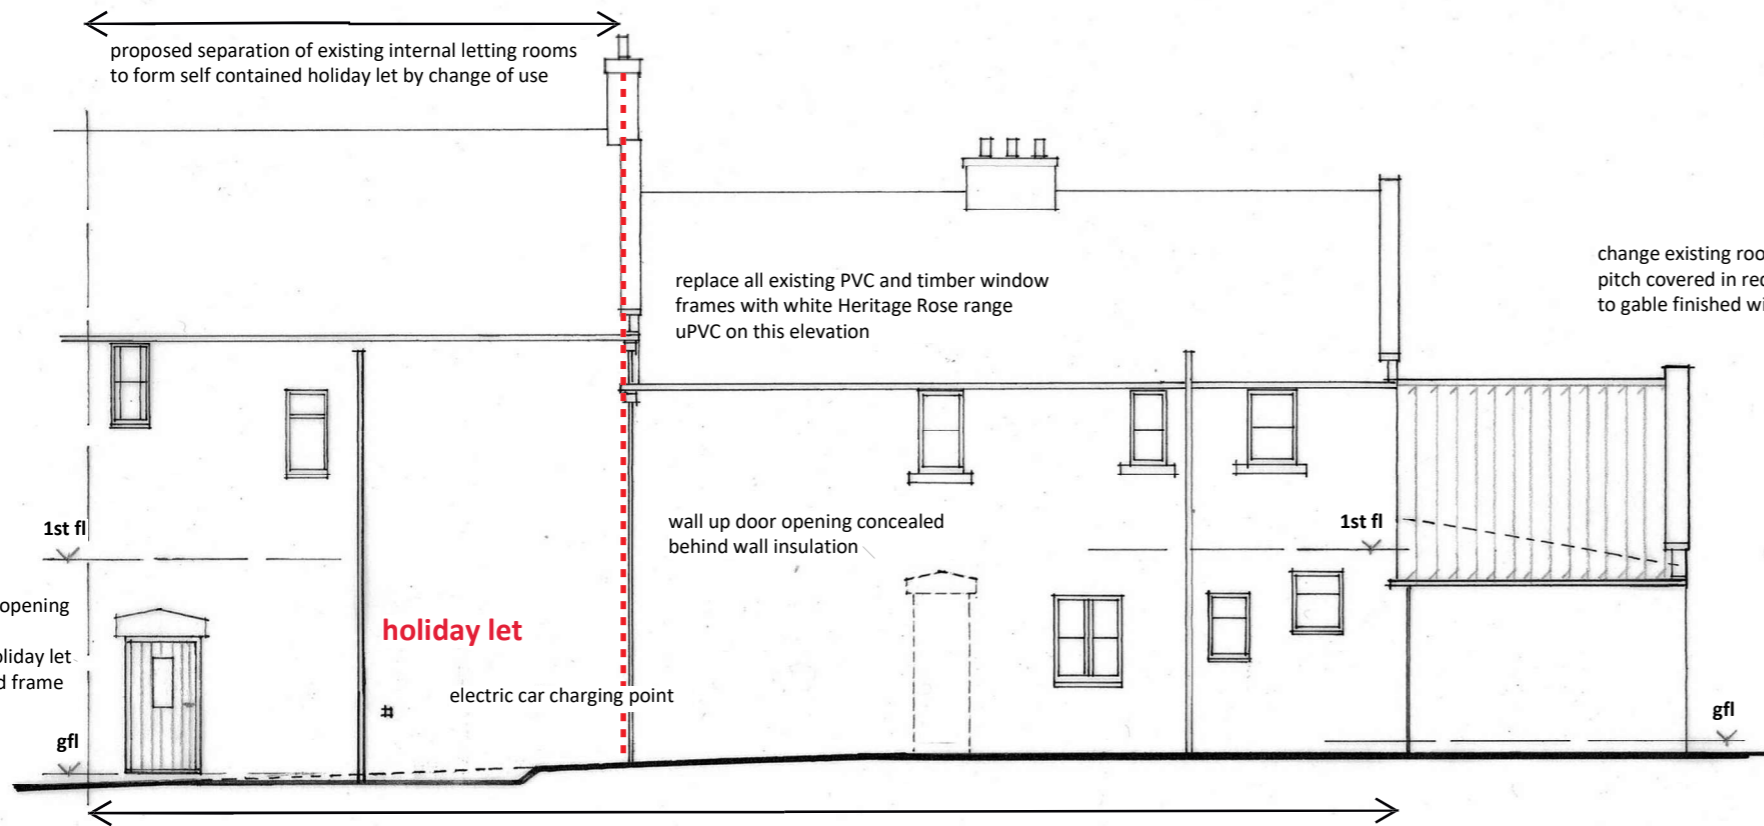 proposed separation of existing internal letting rooms
to form self contained holiday let by change of use
change existing
pitch covered in
to gable finished
replace all existing PVC and timber window
frames with white Heritage Rose range
uPVC on this elevation
wall up door opening concealed
behind wall insulation
1st fl
1st fl
opening
let
frame
holiday let
electric car charging point
gfl
gfl